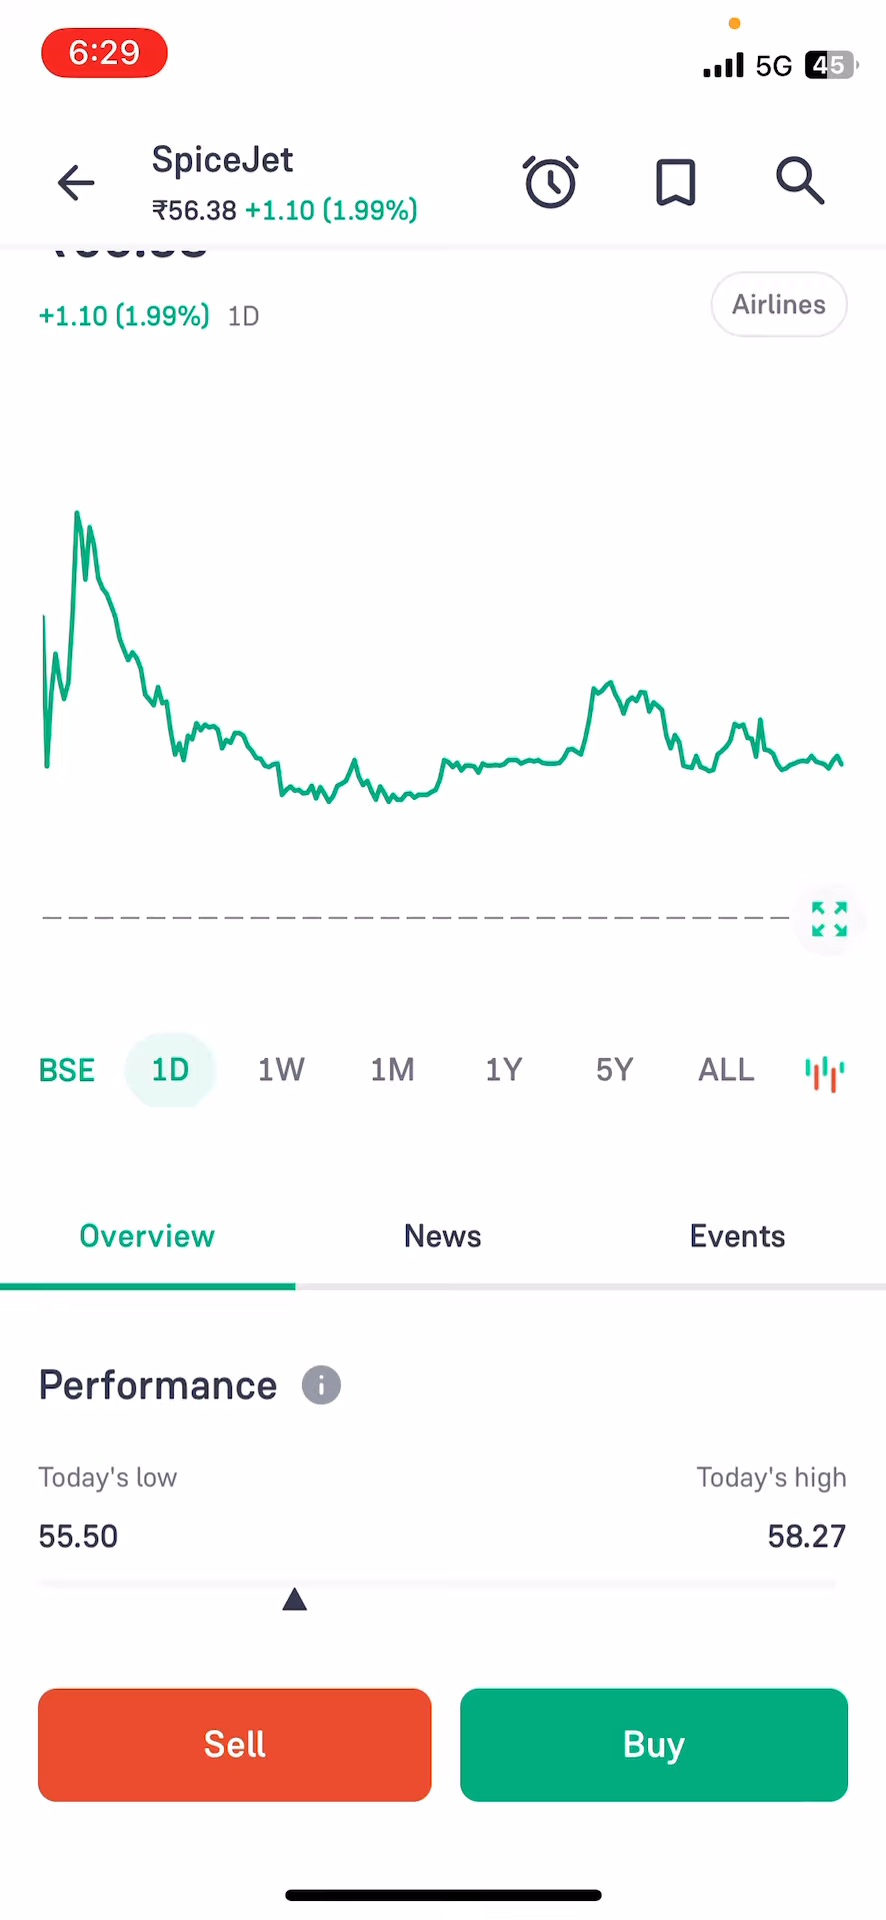 6:29
5G 45
SpiceJet
₹56.38 +1.10 (1.99%)
+1.10 (1.99%) 1D
Airlines
BSE 1D 1W 1M 1Y 5Y ALL
Overview News Events
Performance
Today's low Today's high
55.50 58.27
Sell Buy